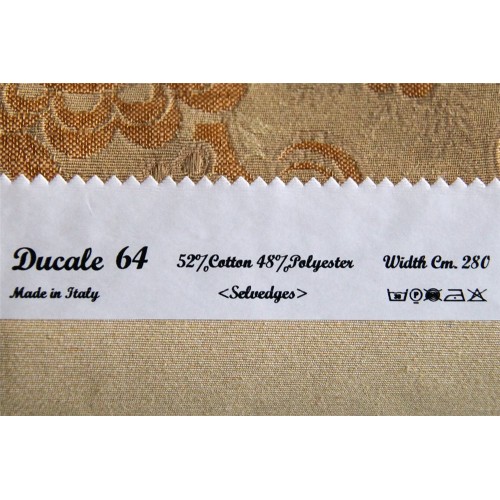 Ducale 64 52%Cotton 48%Polyester Width Cm. 280
Made in Italy <Selvedges>